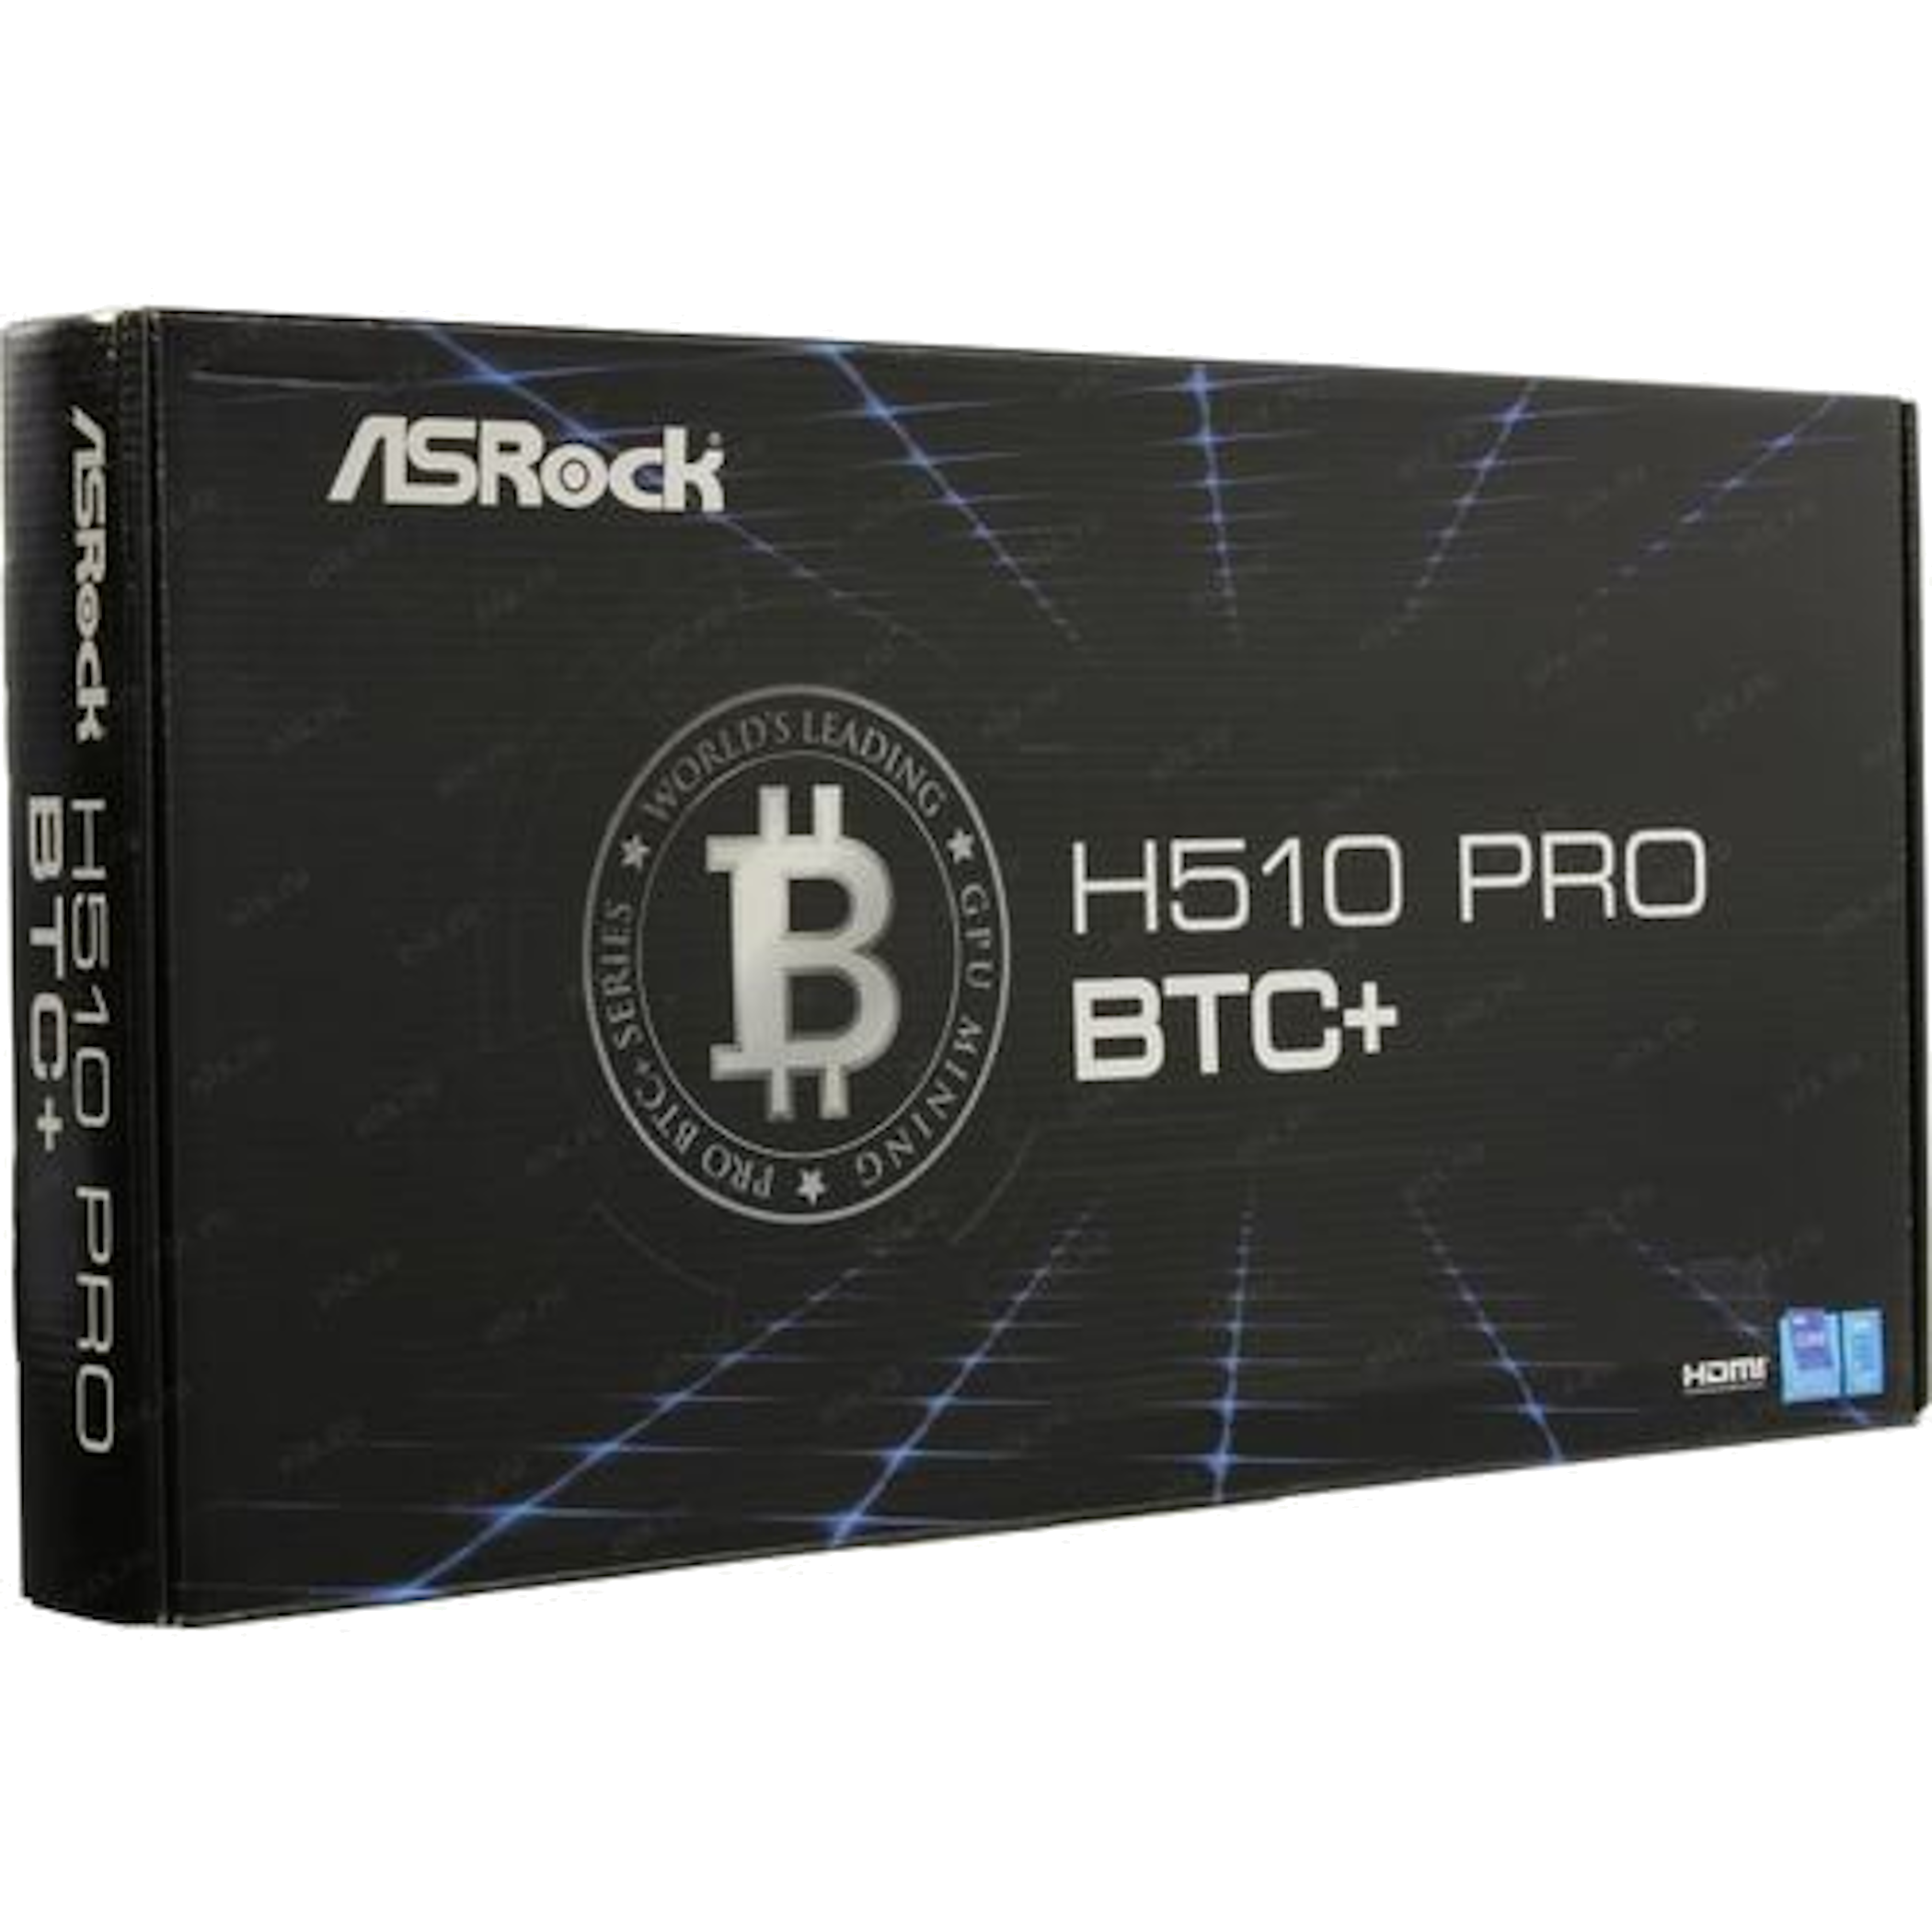 ASRock
H510 PRO
BTC+
ASRock
WORLD'S LEADING ★ GPU MINING ★ PRO BTC+ SERIES ★
H510 PRO
BTC+
HDMI